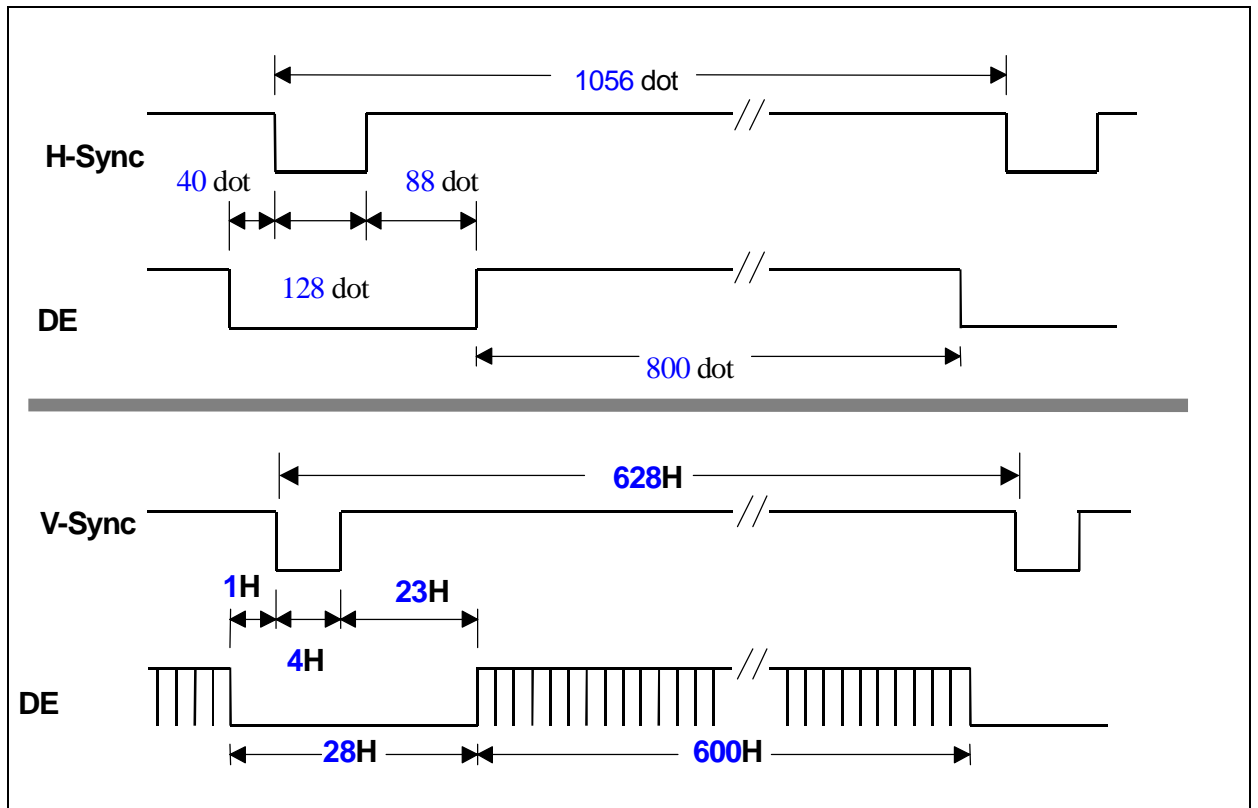 1056 dot
H-Sync
40 dot
88 dot
128 dot
DE
800 dot
628H
V-Sync
1H
23H
4H
DE
28H
600H